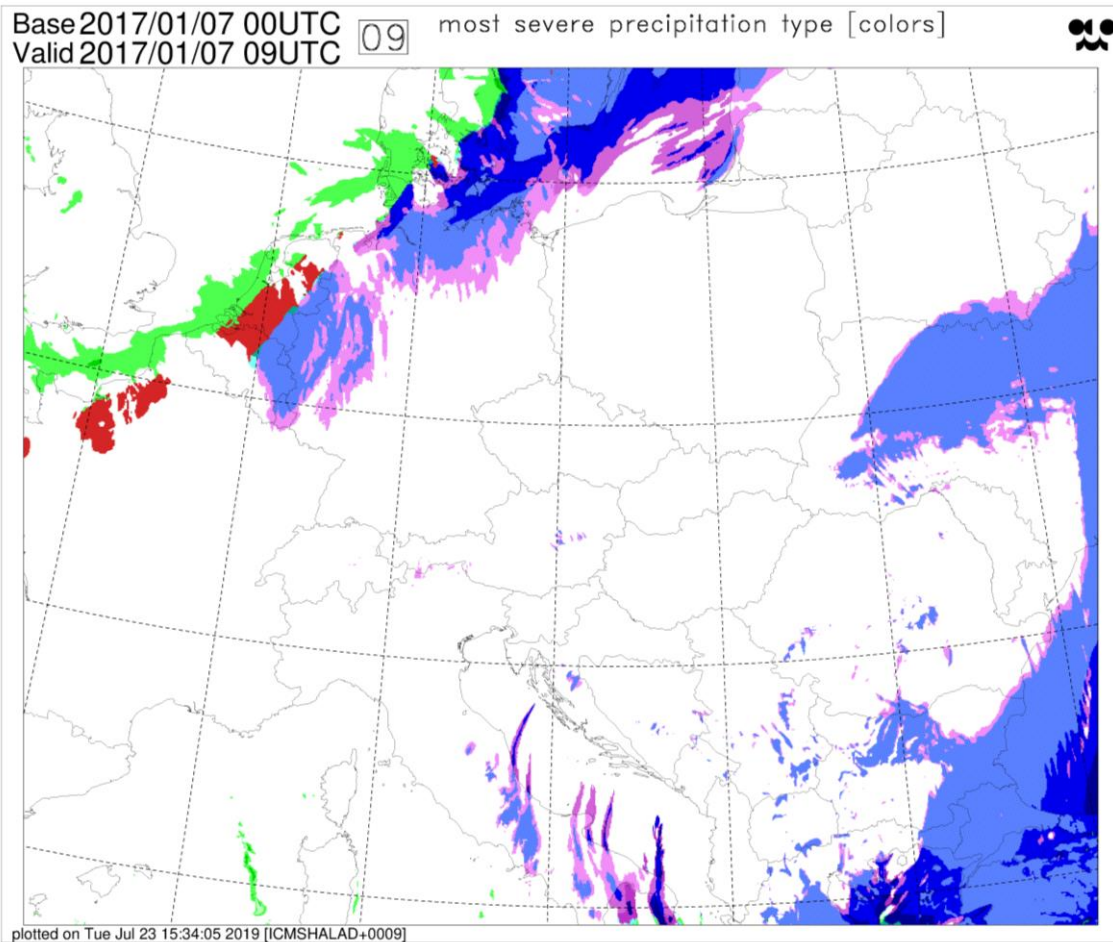 Base 2017/01/07 00UTC
Valid 2017/01/07 09UTC
09
most severe precipitation type [colors]
plotted on Tue Jul 23 15:34:05 2019 [ICMSHALAD+0009]